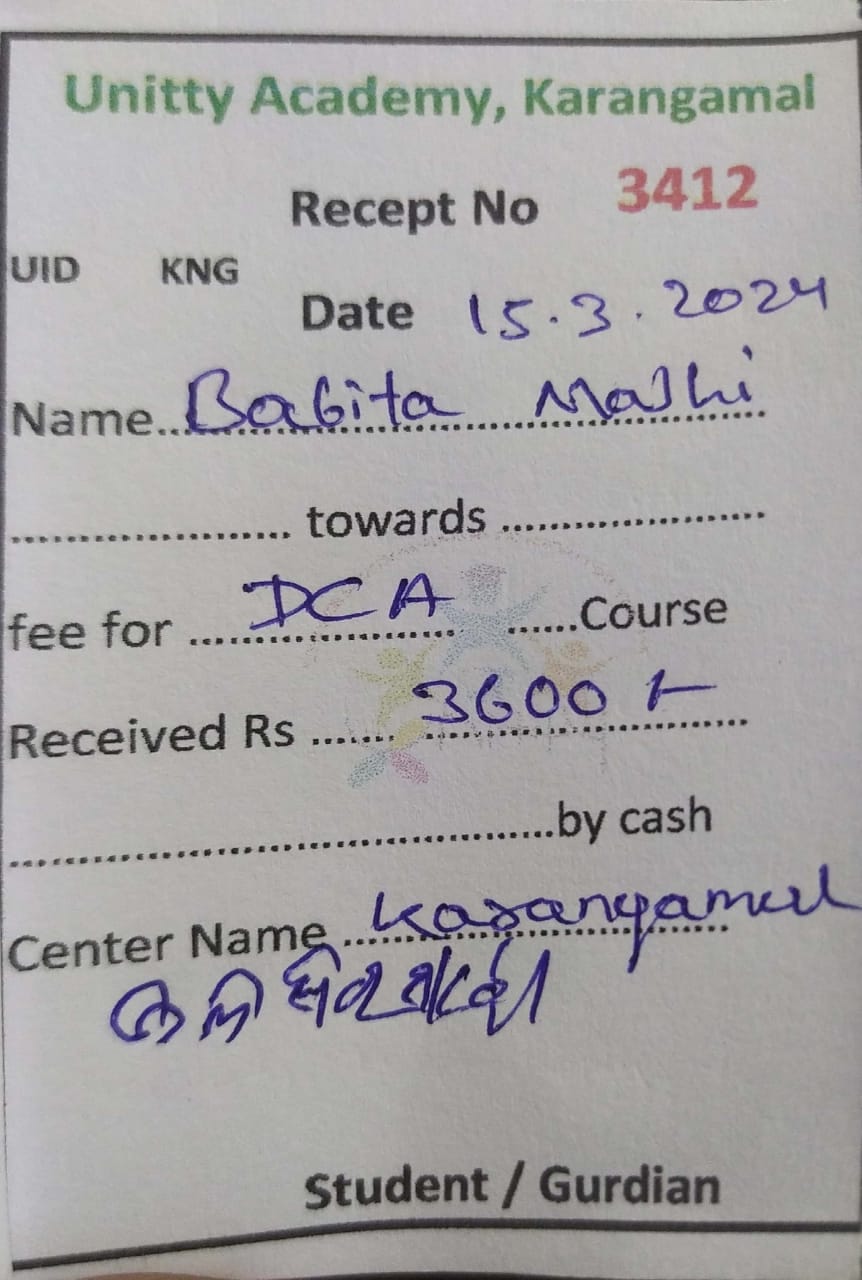 Unitty Academy, Karangamal
Recept No 3412
UID KNG
Date 15.3.2024
Name...Babita Majhi
..................... towards .....................
fee for ....DCA..........Course
Received Rs .......3600/-
..........................................by cash
Center Name ...Karangamal
Student / Gurdian